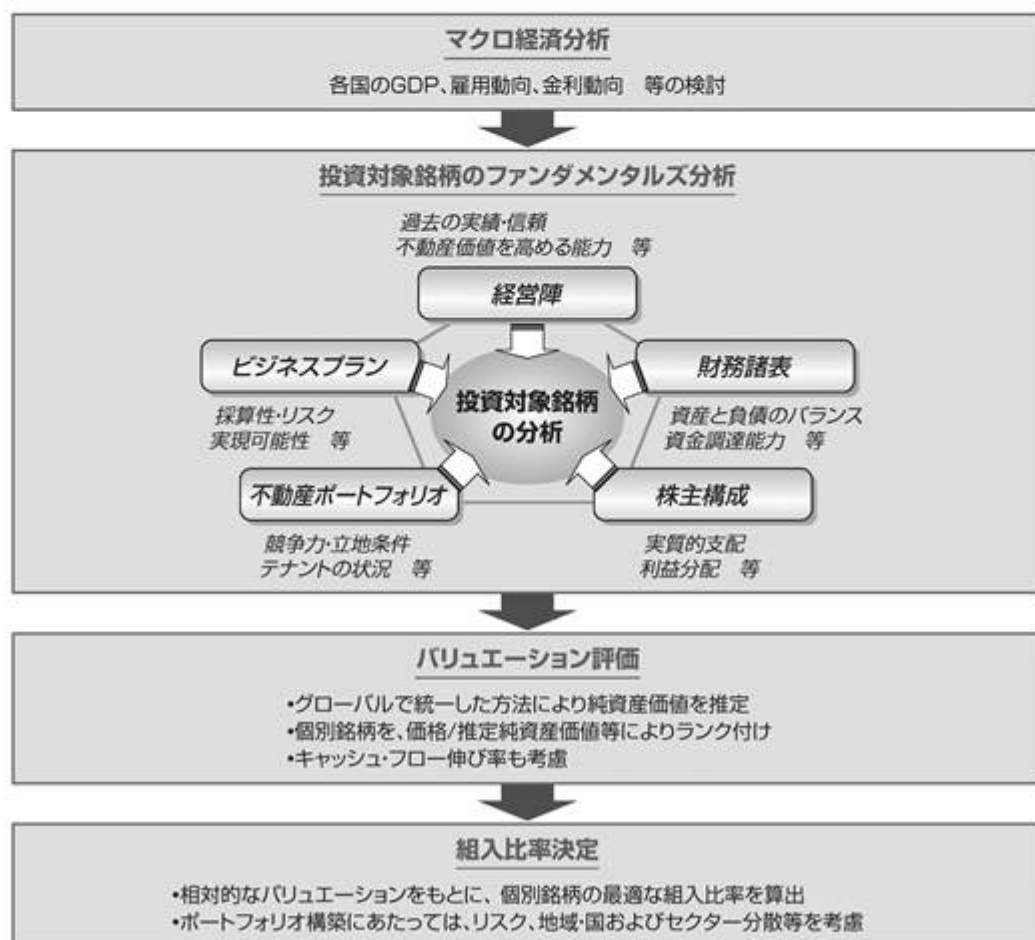 マクロ経済分析
各国のGDP、雇用動向、金利動向　等の検討
投資対象銘柄のファンダメンタルズ分析
過去の実績・信頼
不動産価値を高める能力　等
経営陣
ビジネスプラン
採算性・リスク
実現可能性　等
財務諸表
資産と負債のバランス
資金調達能力　等
投資対象銘柄
の分析
不動産ポートフォリオ
競争力・立地条件
テナントの状況　等
株主構成
実質的支配
利益分配　等
バリュエーション評価
•グローバルで統一した方法により純資産価値を推定
•個別銘柄を、価格/推定純資産価値等によりランク付け
•キャッシュ・フロー伸び率も考慮
組入比率決定
•相対的なバリュエーションをもとに、個別銘柄の最適な組入比率を算出
•ポートフォリオ構築にあたっては、リスク、地域・国およびセクター分散等を考慮